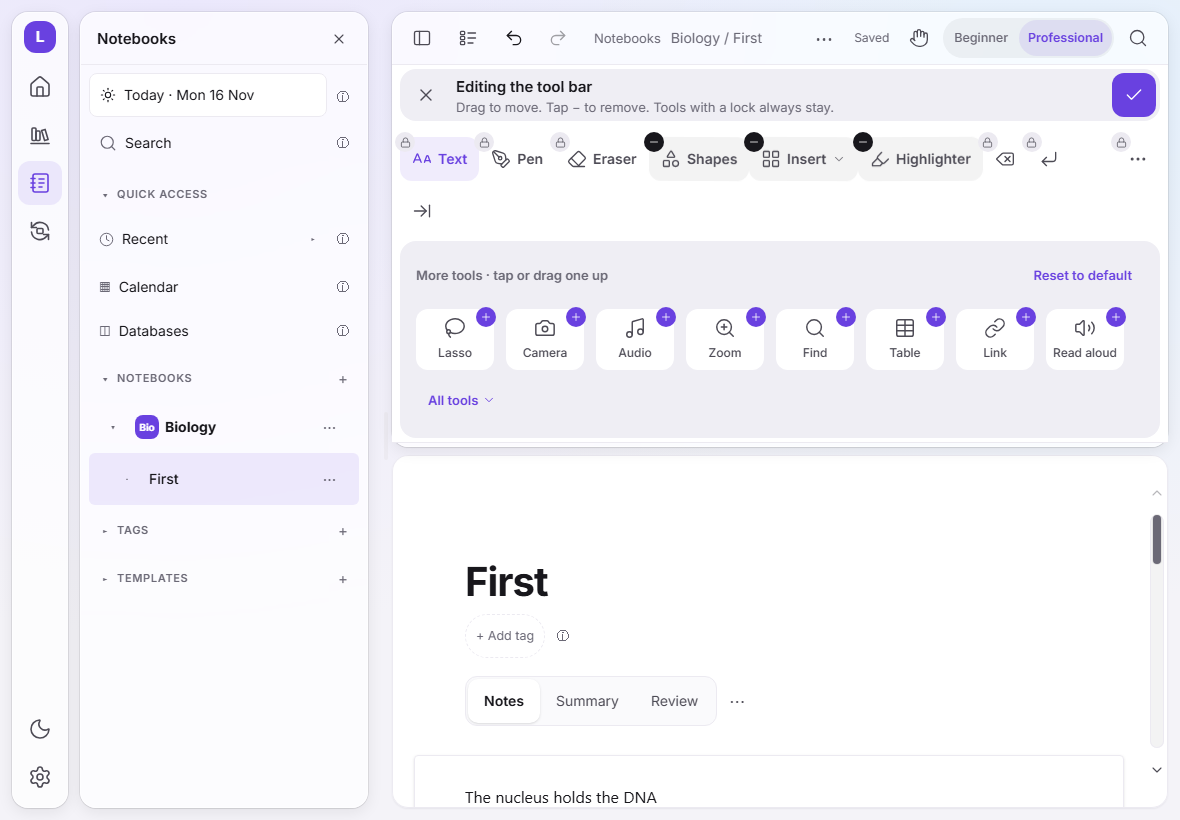 L
Notebooks
Today · Mon 16 Nov
Search
QUICK ACCESS
Recent
Calendar
Databases
NOTEBOOKS
Bio Biology
First
TAGS
TEMPLATES
Notebooks Biology / First
Saved
Beginner Professional
Editing the tool bar
Drag to move. Tap − to remove. Tools with a lock always stay.
AA Text Pen Eraser Shapes Insert Highlighter
More tools · tap or drag one up
Reset to default
Lasso Camera Audio Zoom Find Table Link Read aloud
All tools
First
+ Add tag
Notes Summary Review
The nucleus holds the DNA